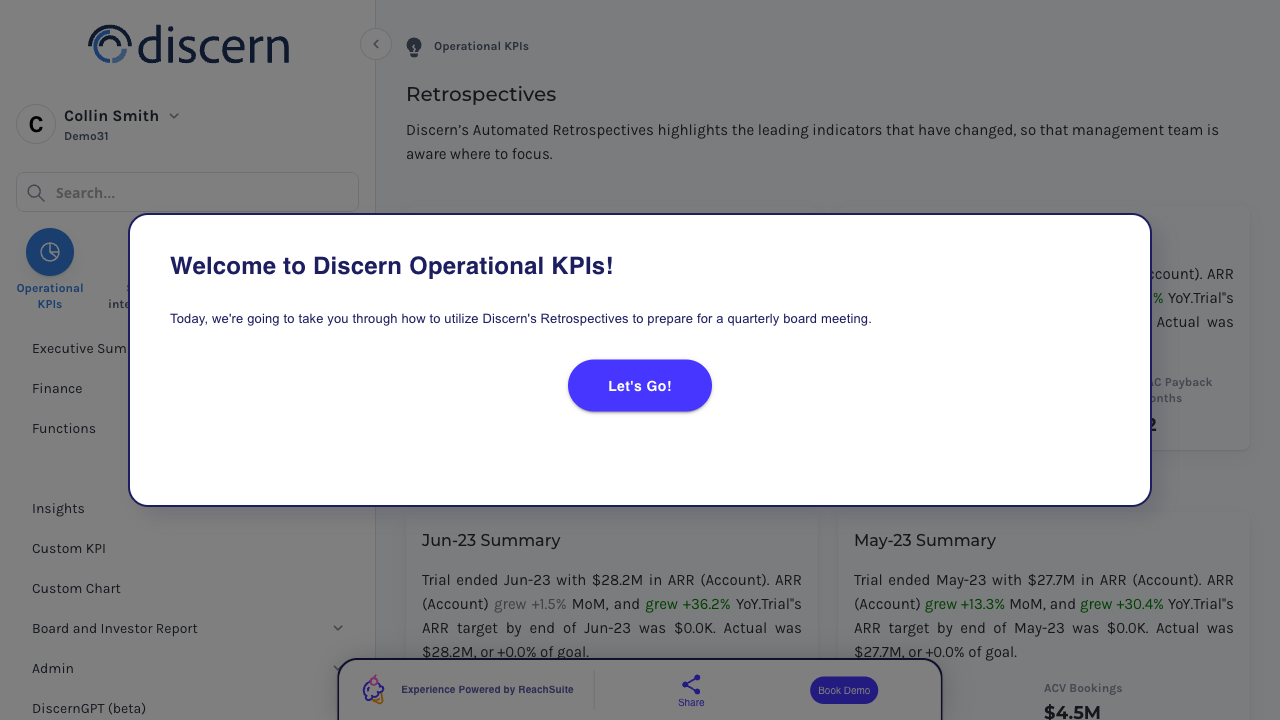 discern
Operational KPIs
C
Collin Smith
Demo31
Search...
Operational
KPIs
Executive Sum
Finance
Functions
Insights
Custom KPI
Custom Chart
Board and Investor Report
Admin
DiscernGPT (beta)
Retrospectives
Discern's Automated Retrospectives highlights the leading indicators that have changed, so that management team is
aware where to focus.
Welcome to Discern Operational KPIs!
Today, we're going to take you through how to utilize Discern's Retrospectives to prepare for a quarterly board meeting.
Let's Go!
ARR
% YoY.Trial"s
Actual was
Payback
2
Jun-23 Summary
Trial ended Jun-23 with $28.2M in ARR (Account). ARR
(Account) grew +1.5% MoM, and grew +36.2% YoY.Trial"s
ARR target by end of Jun-23 was $0.0K. Actual was
$28.2M, or +0.0% of goal.
May-23 Summary
Trial ended May-23 with $27.7M in ARR (Account). ARR
(Account) grew +13.3% MoM, and grew +30.4% YoY.Trial"s
ARR target by end of May-23 was $0.0K. Actual was
$27.7M, or +0.0% of goal.
ACV Bookings
$4.5M
Experience Powered by ReachSuite
Share
Book Demo